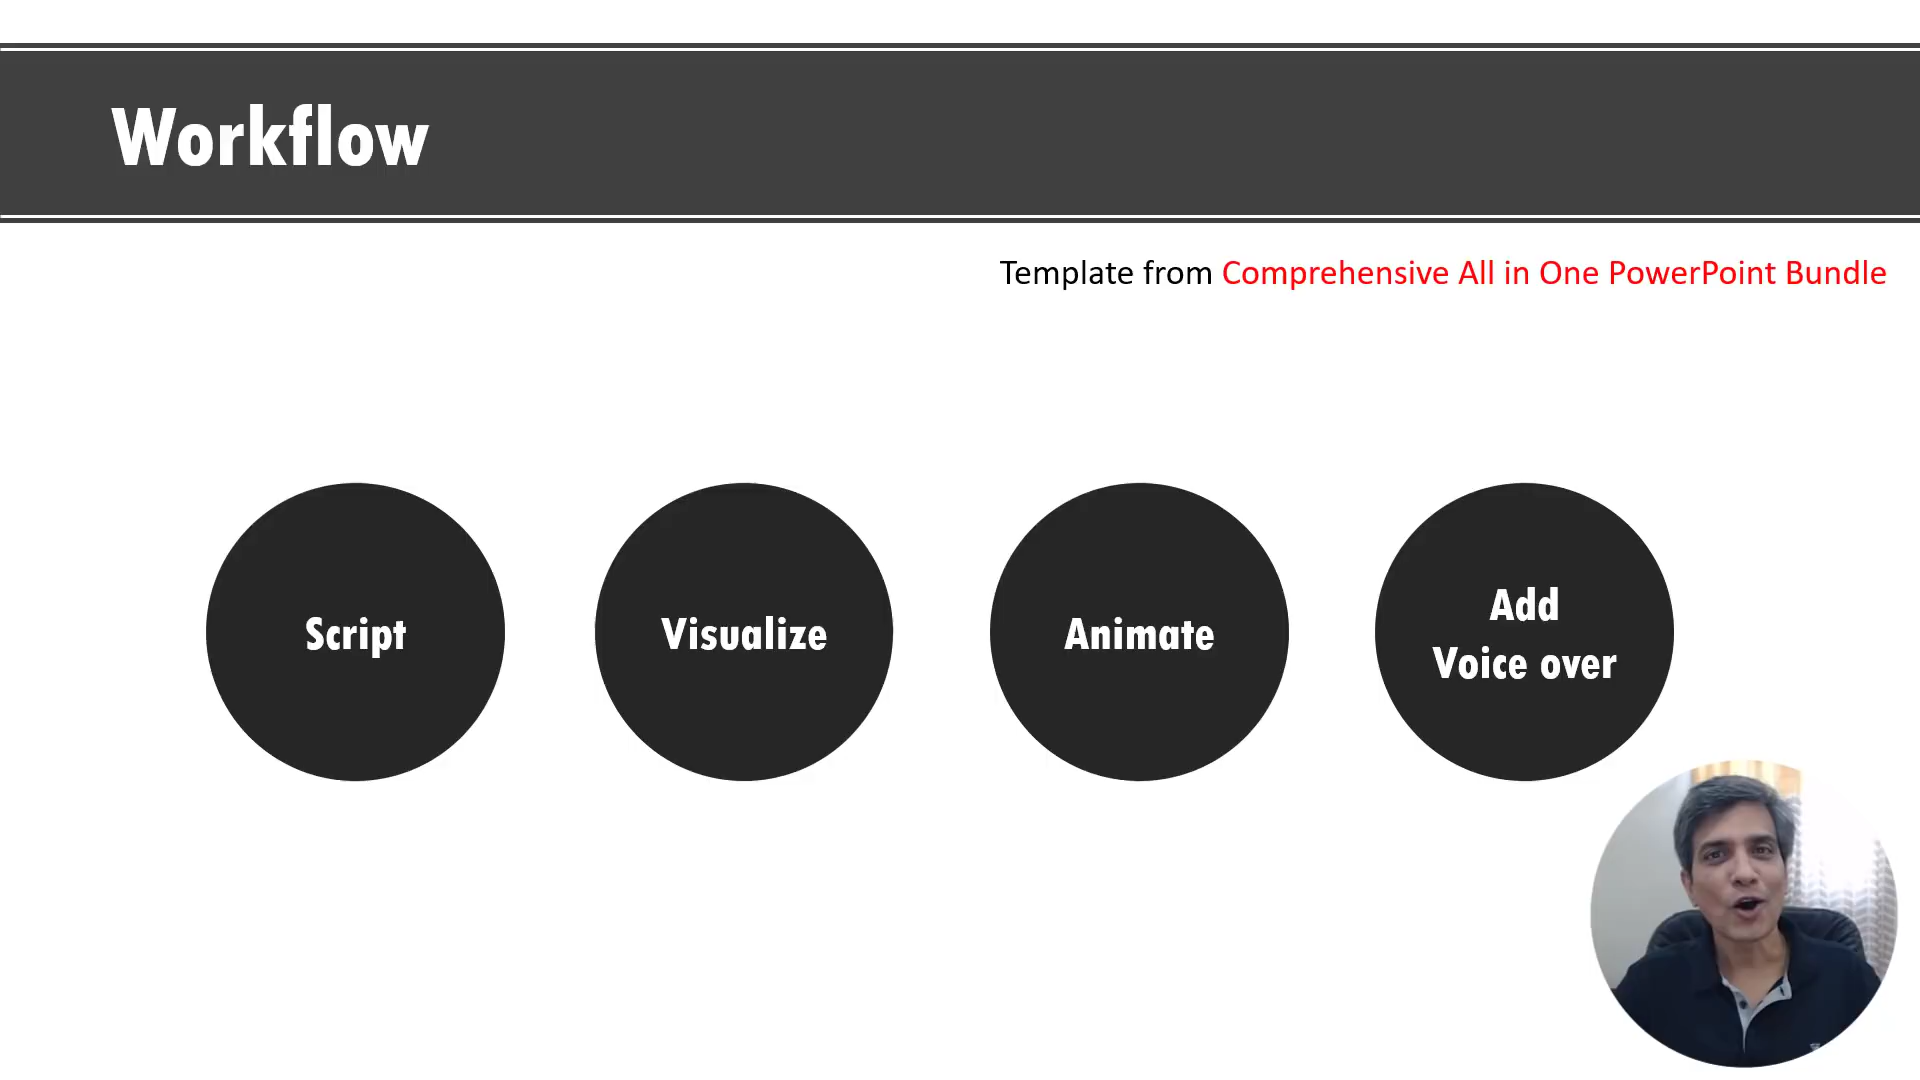 Workflow
Template from Comprehensive All in One PowerPoint Bundle
Script
Visualize
Animate
Add
Voice over